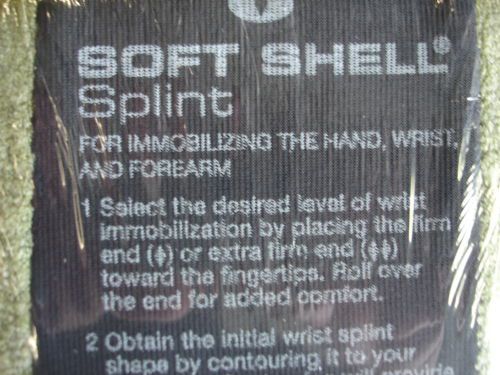 SOFT SHELL®
Splint
FOR IMMOBILIZING THE HAND, WRIST,
AND FOREARM
1 Select the desired level of wrist
immobilization by placing the firm
end (⧫) or extra firm end (⧫⧫)
toward the fingertips. Roll over
the end for added comfort.
2 Obtain the initial wrist splint
shape by contouring it to your
will provide